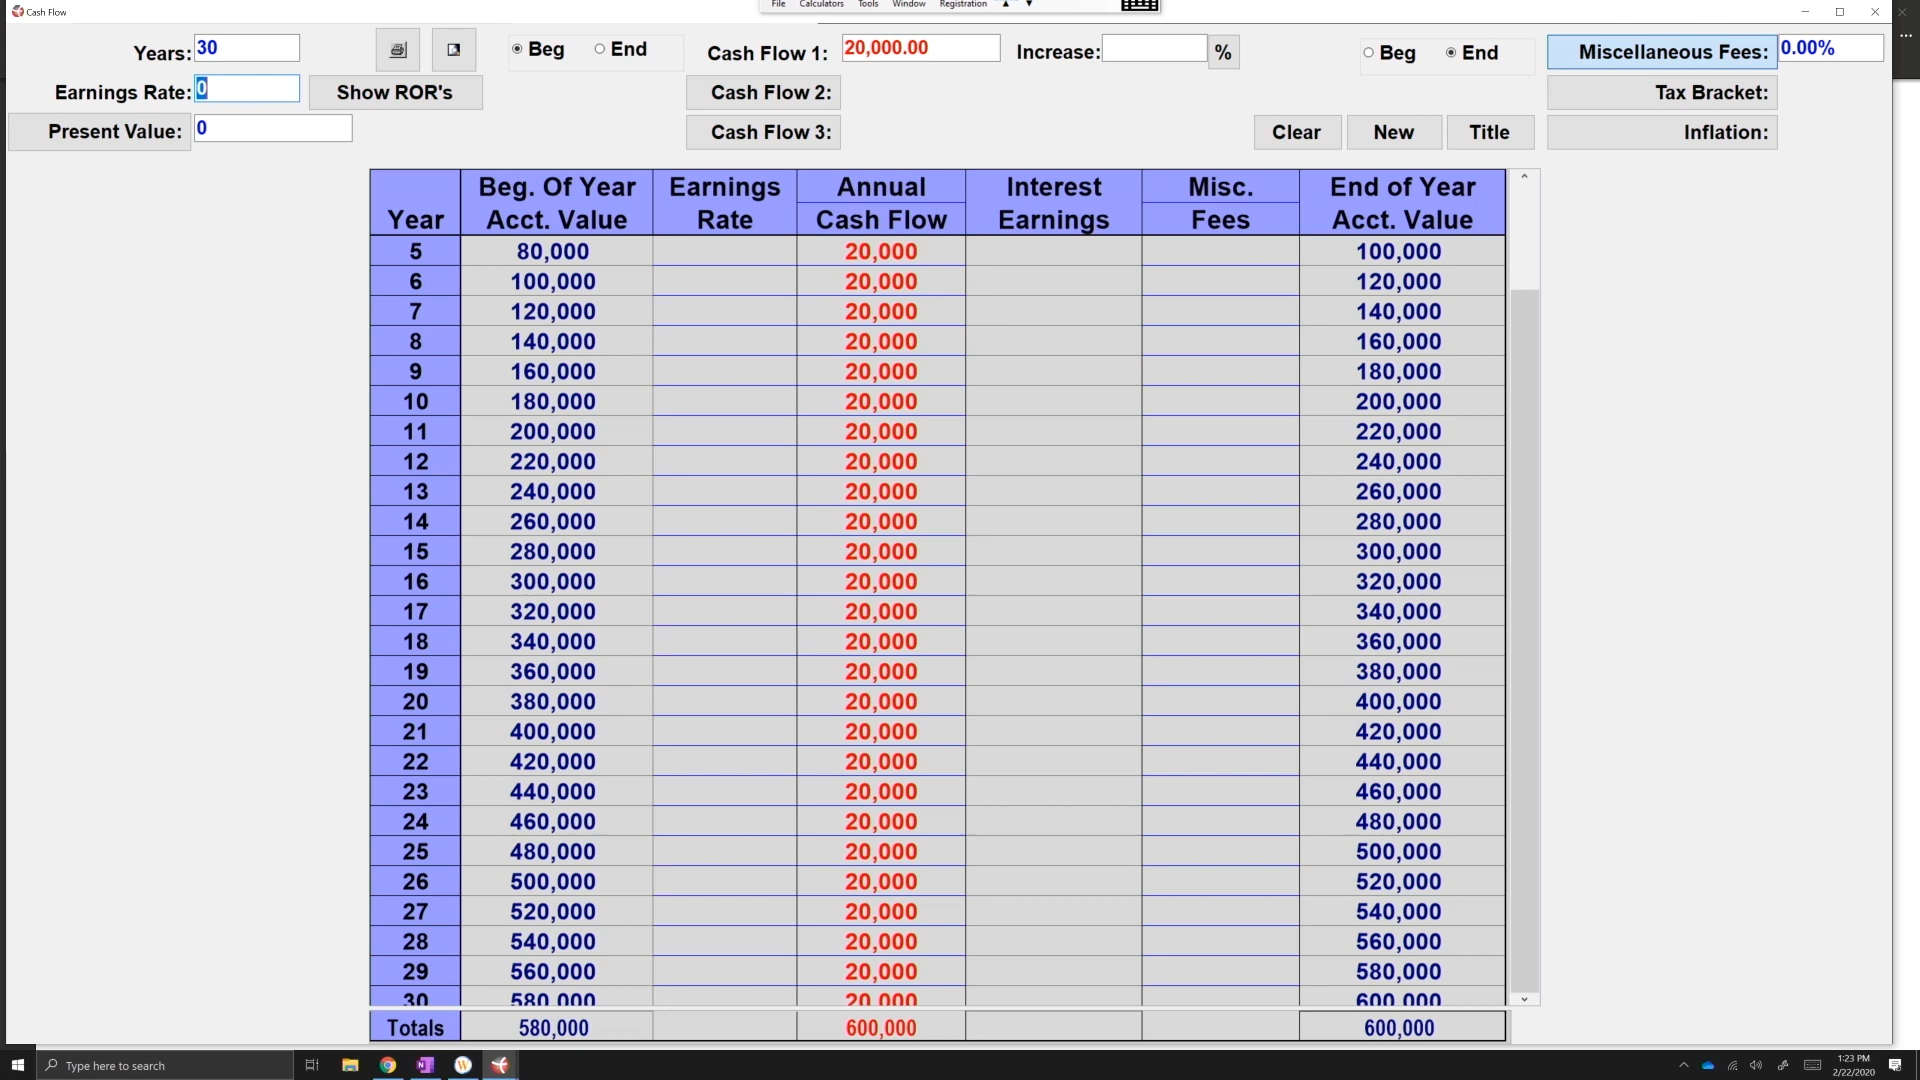 Cash Flow
File Calculators Tools Window Registration
Years: 30
Beg End
Cash Flow 1: 20,000.00 Increase: %
Beg End
Miscellaneous Fees: 0.00%
Earnings Rate: 0 Show ROR's Cash Flow 2: Tax Bracket:
Present Value: 0 Cash Flow 3: Clear New Title Inflation:
Beg. Of Year Earnings Annual Interest Misc. End of Year
Year Acct. Value Rate Cash Flow Earnings Fees Acct. Value
5 80,000 20,000 100,000
6 100,000 20,000 120,000
7 120,000 20,000 140,000
8 140,000 20,000 160,000
9 160,000 20,000 180,000
10 180,000 20,000 200,000
11 200,000 20,000 220,000
12 220,000 20,000 240,000
13 240,000 20,000 260,000
14 260,000 20,000 280,000
15 280,000 20,000 300,000
16 300,000 20,000 320,000
17 320,000 20,000 340,000
18 340,000 20,000 360,000
19 360,000 20,000 380,000
20 380,000 20,000 400,000
21 400,000 20,000 420,000
22 420,000 20,000 440,000
23 440,000 20,000 460,000
24 460,000 20,000 480,000
25 480,000 20,000 500,000
26 500,000 20,000 520,000
27 520,000 20,000 540,000
28 540,000 20,000 560,000
29 560,000 20,000 580,000
30 580,000 20,000 600,000
Totals 580,000 600,000 600,000
Type here to search
1:23 PM
2/22/2020